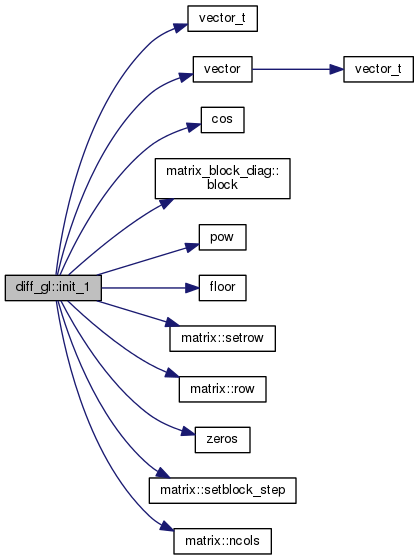 vector_t
vector
vector_t
cos
matrix_block_diag::
block
pow
diff_gl::init_1
floor
matrix::setrow
matrix::row
zeros
matrix::setblock_step
matrix::ncols